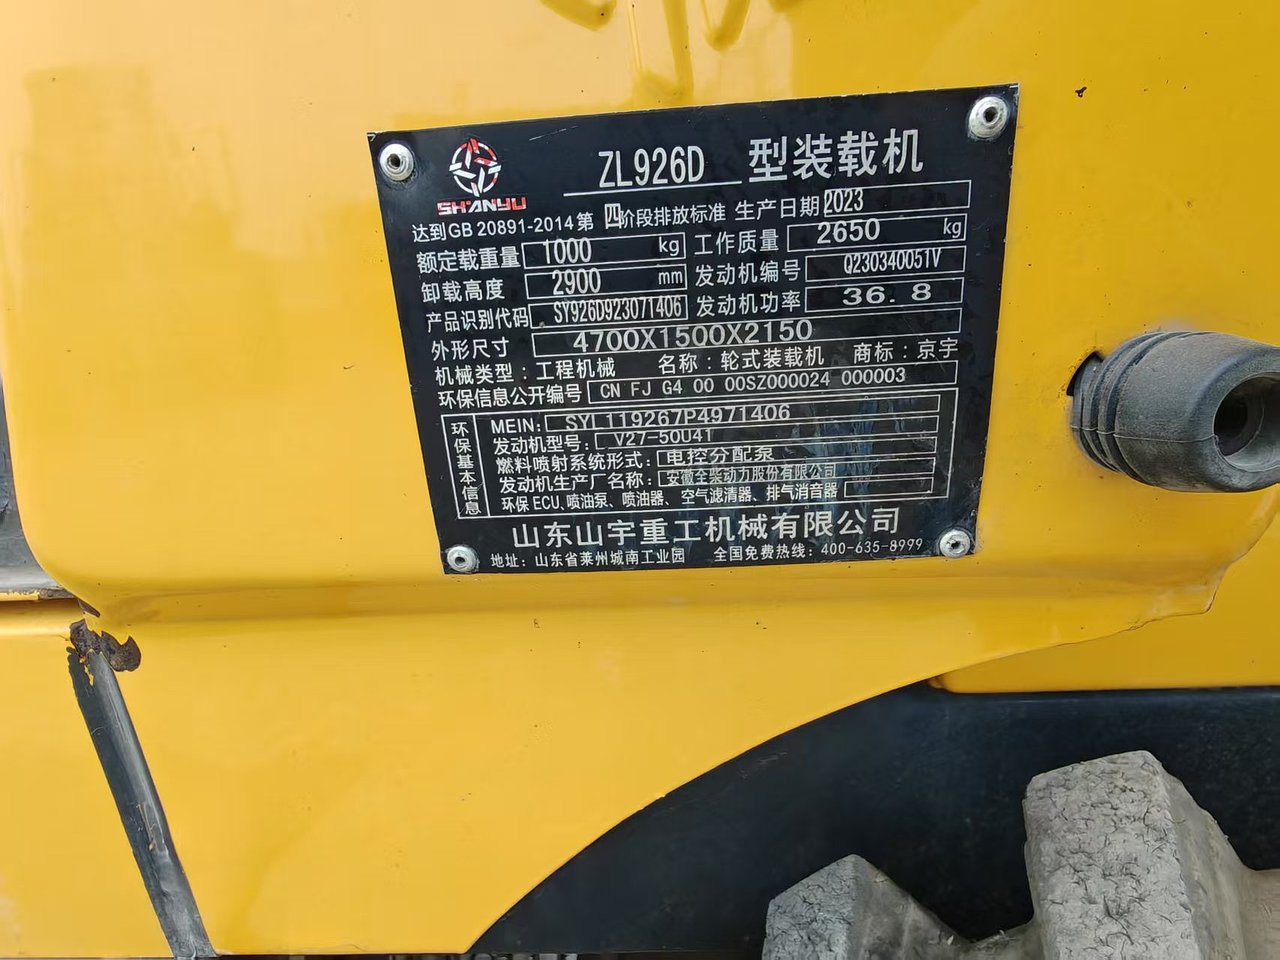 SHANYU
ZL926D 型装载机
达到GB 20891-2014第四阶段排放标准 生产日期 2023
额定载重量 1000 kg 工作质量 2650 kg
卸载高度 2900 mm 发动机编号 Q230340051V
产品识别代码 SY926D923071406 发动机功率 36.8
外形尺寸 4700X1500X2150
机械类型:工程机械 名称:轮式装载机 商标:京宇
环保信息公开编号 CN FJ G4 00 00SZ000024 000003
环保基本信息
MEIN: SYL119267P4971406
发动机型号: V27-50U41
燃料喷射系统形式: 电控分配泵
发动机生产厂名称: 安徽全柴动力股份有限公司
环保ECU、喷油泵、喷油器、空气滤清器、排气消音器
山东山宇重工机械有限公司
地址:山东省莱州城南工业园 全国免费热线:400-635-8999